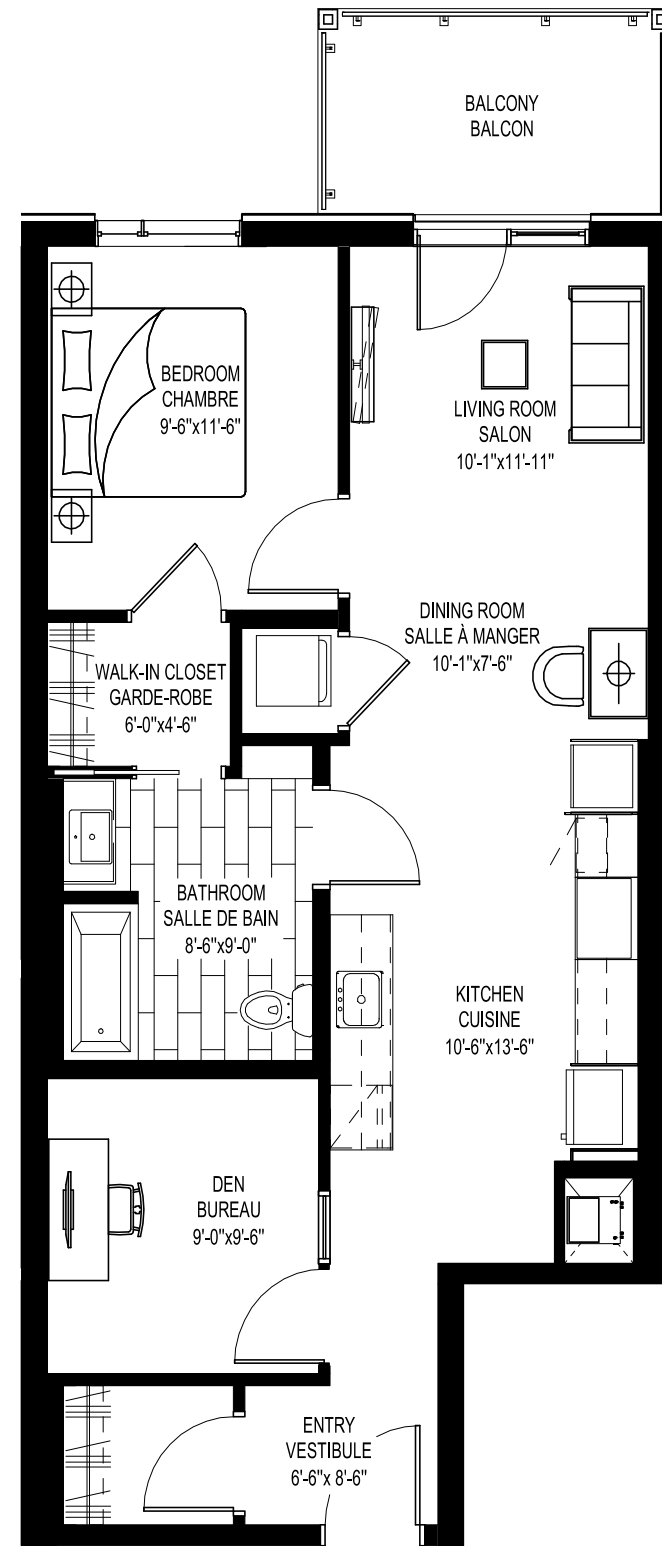 BALCONY
BALCON
BEDROOM
CHAMBRE
9'-6"x11'-6"
LIVING ROOM
SALON
10'-1"x11'-11"
DINING ROOM
SALLE À MANGER
10'-1"x7'-6"
WALK-IN CLOSET
GARDE-ROBE
6'-0"x4'-6"
BATHROOM
SALLE DE BAIN
8'-6"x9'-0"
KITCHEN
CUISINE
10'-6"x13'-6"
DEN
BUREAU
9'-0"x9'-6"
ENTRY
VESTIBULE
6'-6"x 8'-6"